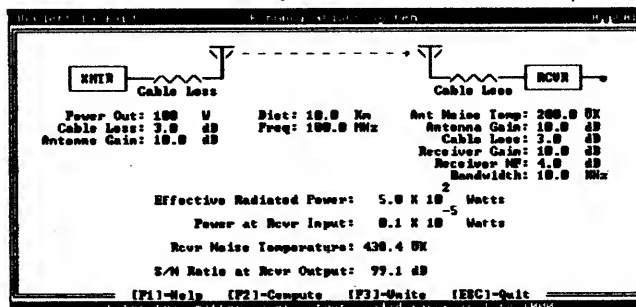 XMTR
Cable Loss
Cable Loss
RCVR
Power Out: 100 W
Cable Loss: 3.0 dB
Antenna Gain: 10.0 dB
Dist: 10.0 Km
Freq: 100.0 MHz
Ant Noise Temp: 200.0 ØK
Antenna Gain: 10.0 dB
Cable Loss: 3.0 dB
Receiver Gain: 10.0 dB
Receiver NF: 4.0 dB
Bandwidth: 10.0
Effective Radiated Power: 5.0 X 10 2 Watts
Power at Rcvr Input: 0.1 X 10 -5 Watts
Rcvr Noise Temperature: 438.4 ØK
S/N Ratio at Rcvr Output: 99.1 dB
[F1]-Help [F2]-Compute [F3]-Units [ESC]-Quit